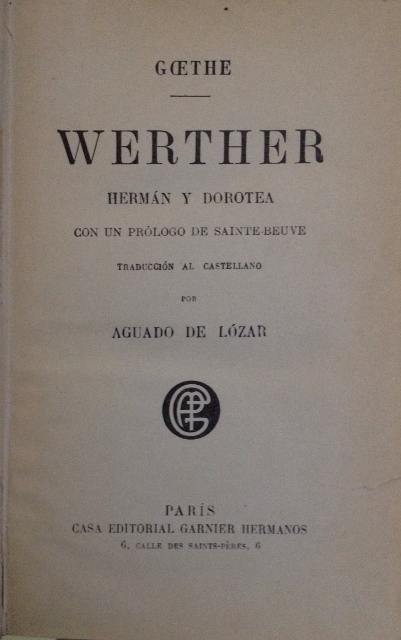 GŒTHE
WERTHER
HERMÁN Y DOROTEA
CON UN PRÓLOGO DE SAINTE-BEUVE
TRADUCCIÓN AL CASTELLANO
POR
AGUADO DE LÓZAR
PARÍS
CASA EDITORIAL GARNIER HERMANOS
6, CALLE DES SAINTS-PÈRES, 6